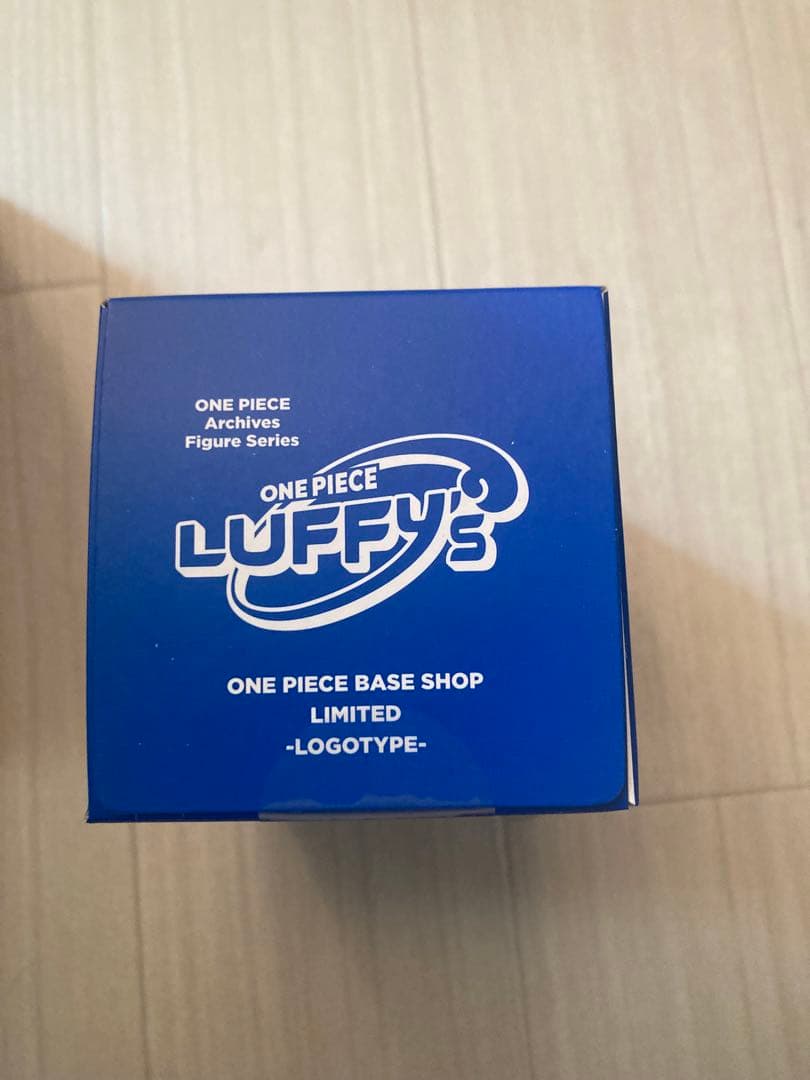 ONE PIECE
Archives
Figure Series
ONE PIECE
LUFFY's
ONE PIECE BASE SHOP
LIMITED
-LOGOTYPE-